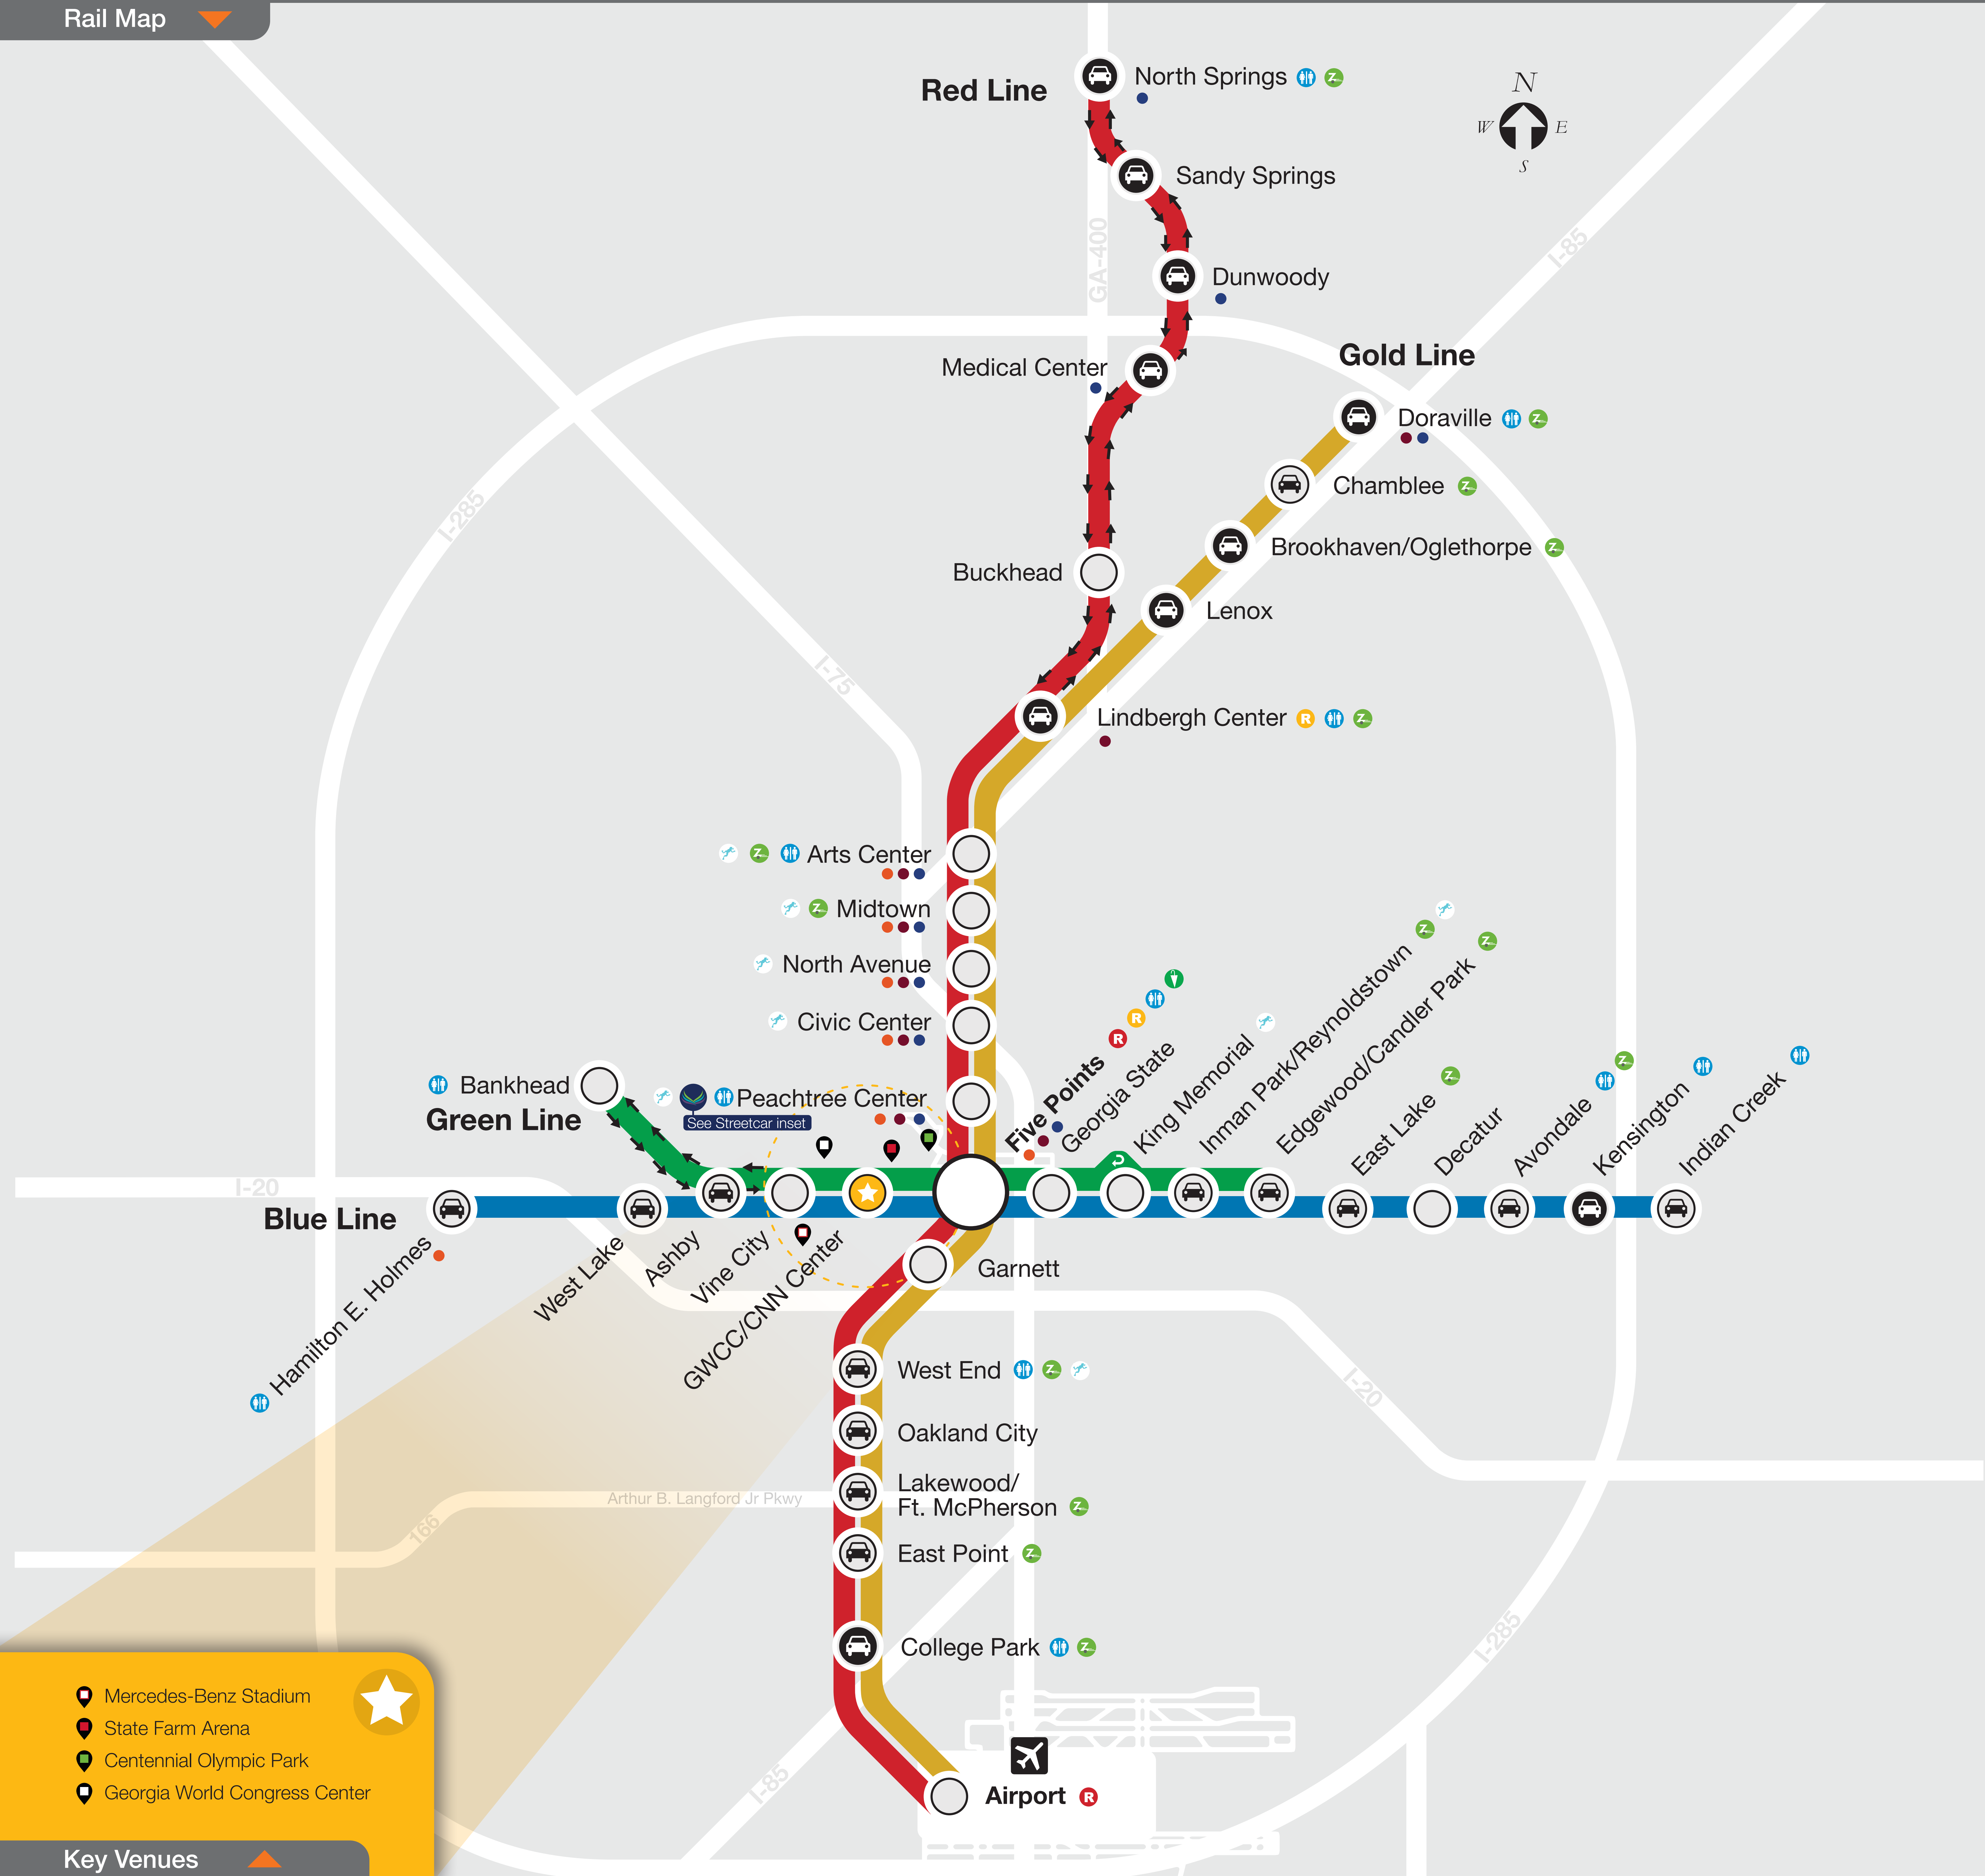 Rail Map
Red Line
North Springs
N
W
E
S
Sandy Springs
GA-400
I-85
Dunwoody
Medical Center
Gold Line
Doraville
Chamblee
I-285
Brookhaven/Oglethorpe
Buckhead
Lenox
I-75
Lindbergh Center
R
Arts Center
Midtown
North Avenue
Civic Center
Bankhead
Green Line
Peachtree Center
See Streetcar inset
Five Points
R
R
Georgia State
King Memorial
Inman Park/Reynoldstown
Edgewood/Candler Park
East Lake
Decatur
Avondale
Kensington
Indian Creek
I-20
Blue Line
Hamilton E. Holmes
West Lake
Ashby
Vine City
GWCC/CNN Center
Garnett
West End
I-20
Oakland City
Lakewood/
Ft. McPherson
Arthur B. Langford Jr Pkwy
166
East Point
College Park
I-285
I-85
Airport
R
Mercedes-Benz Stadium
State Farm Arena
Centennial Olympic Park
Georgia World Congress Center
Key Venues